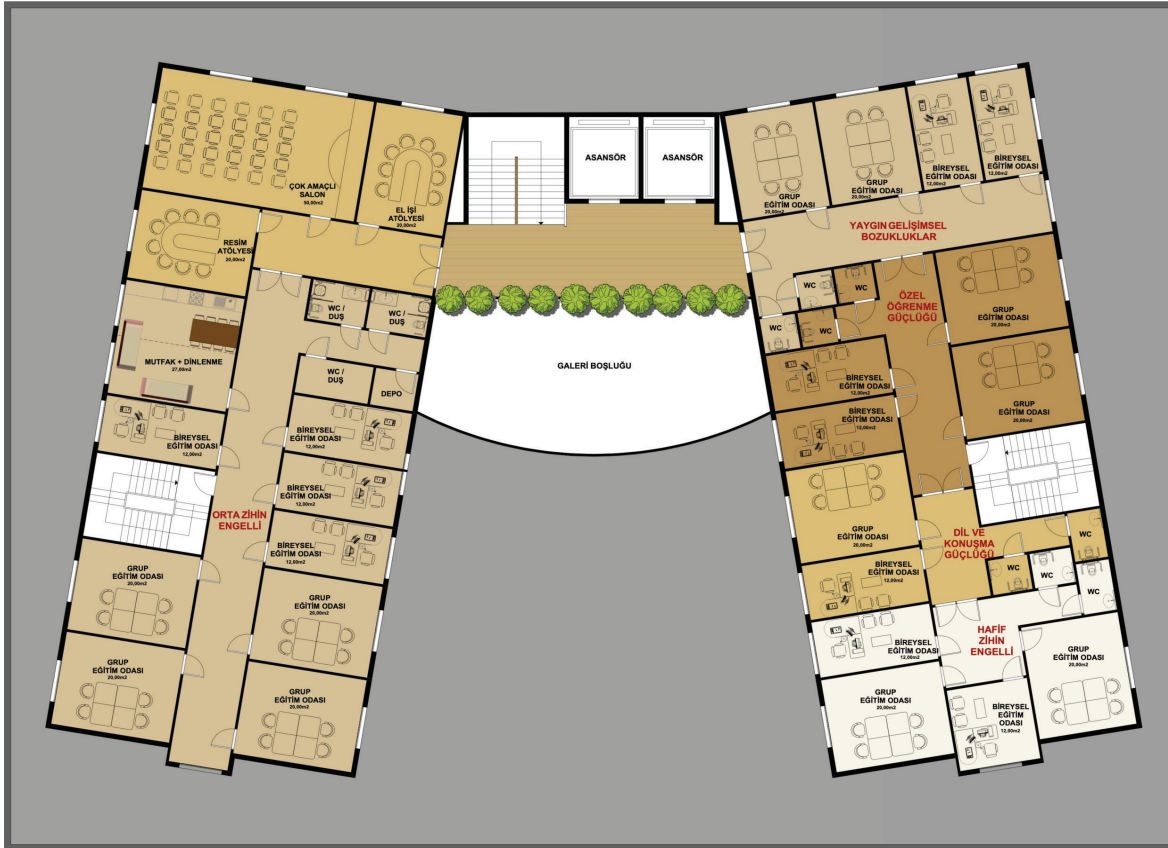 ÇOK AMAÇLI
SALON
50,00m2
EL İŞİ
ATÖLYESİ
20,00m2
RESİM
ATÖLYESİ
20,00m2
MUTFAK + DİNLENME
27,00m2
WC /
DUŞ
WC /
DUŞ
WC /
DUŞ
DEPO
BİREYSEL
EĞİTİM ODASI
12,00m2
BİREYSEL
EĞİTİM ODASI
12,00m2
BİREYSEL
EĞİTİM ODASI
12,00m2
BİREYSEL
EĞİTİM ODASI
12,00m2
ORTA ZİHİN
ENGELLİ
GRUP
EĞİTİM ODASI
20,00m2
GRUP
EĞİTİM ODASI
20,00m2
GRUP
EĞİTİM ODASI
20,00m2
GRUP
EĞİTİM ODASI
20,00m2
ASANSÖR
ASANSÖR
GALERİ BOŞLUĞU
GRUP
EĞİTİM ODASI
20,00m2
GRUP
EĞİTİM ODASI
20,00m2
BİREYSEL
EĞİTİM ODASI
12,00m2
BİREYSEL
EĞİTİM ODASI
12,00m2
YAYGIN GELİŞİMSEL
BOZUKLUKLAR
WC
WC
WC
WC
ÖZEL
ÖĞRENME
GÜÇLÜĞÜ
GRUP
EĞİTİM ODASI
20,00m2
GRUP
EĞİTİM ODASI
20,00m2
BİREYSEL
EĞİTİM ODASI
12,00m2
BİREYSEL
EĞİTİM ODASI
12,00m2
GRUP
EĞİTİM ODASI
20,00m2
DİL VE
KONUŞMA
GÜÇLÜĞÜ
WC
WC
WC
WC
BİREYSEL
EĞİTİM ODASI
12,00m2
HAFİF
ZİHİN
ENGELLİ
BİREYSEL
EĞİTİM ODASI
12,00m2
GRUP
EĞİTİM ODASI
20,00m2
GRUP
EĞİTİM ODASI
20,00m2
BİREYSEL
EĞİTİM
ODASI
12,00m2